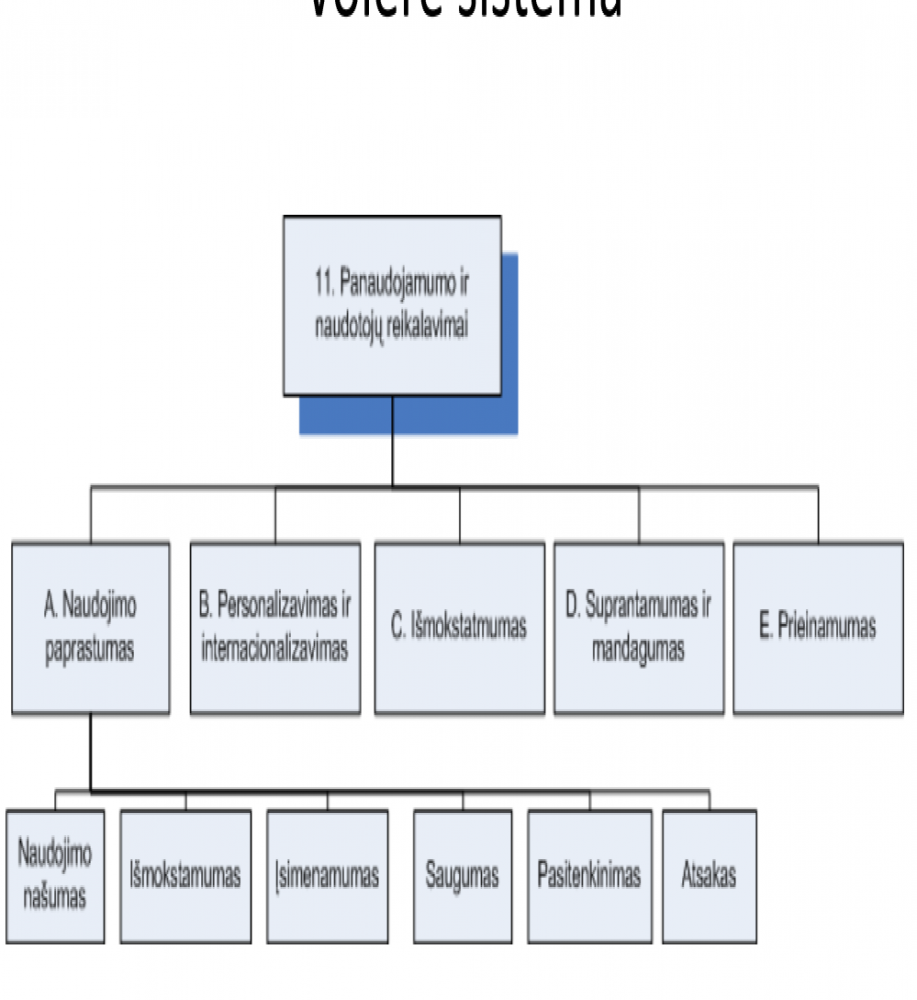 Volere sistema
11. Panaudojamumo ir
naudotojų reikalavimai
A. Naudojimo
paprastumas
B. Personalizavimas ir
internacionalizavimas
C. Išmokstatmumas
D. Suprantamumas ir
mandagumas
E. Prieinamumas
Naudojimo
našumas
Išmokstamumas
Įsimenamumas
Saugumas
Pasitenkinimas
Atsakas